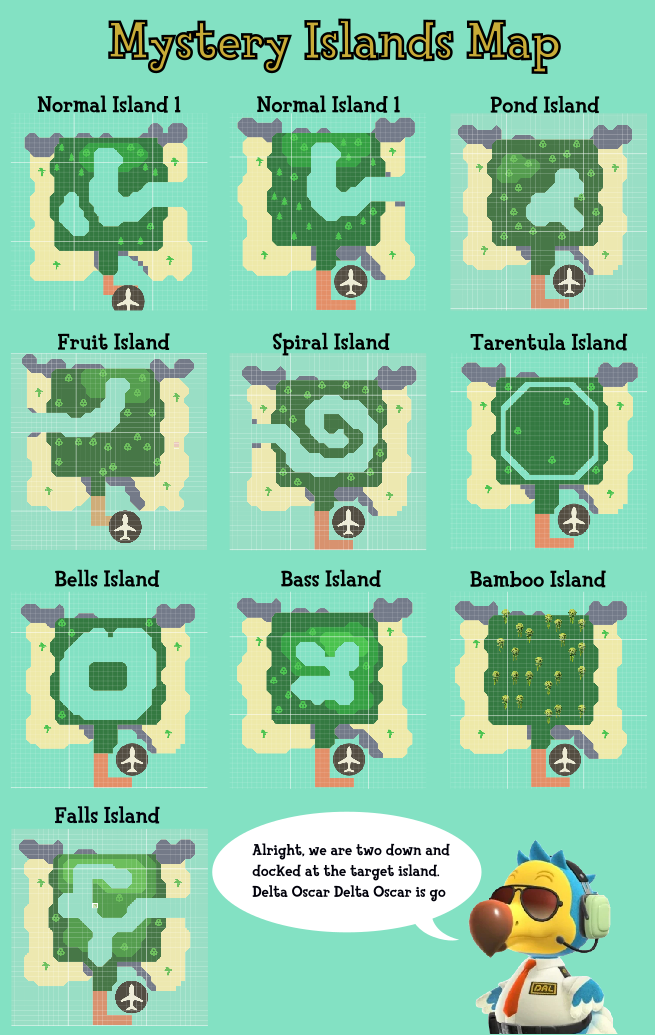 Mystery Islands Map
Normal Island 1
Normal Island 1
Pond Island
Fruit Island
Spiral Island
Tarentula Island
Bells Island
Bass Island
Bamboo Island
Falls Island
Alright, we are two down and
docked at the target island.
Delta Oscar Delta Oscar is go
DAL